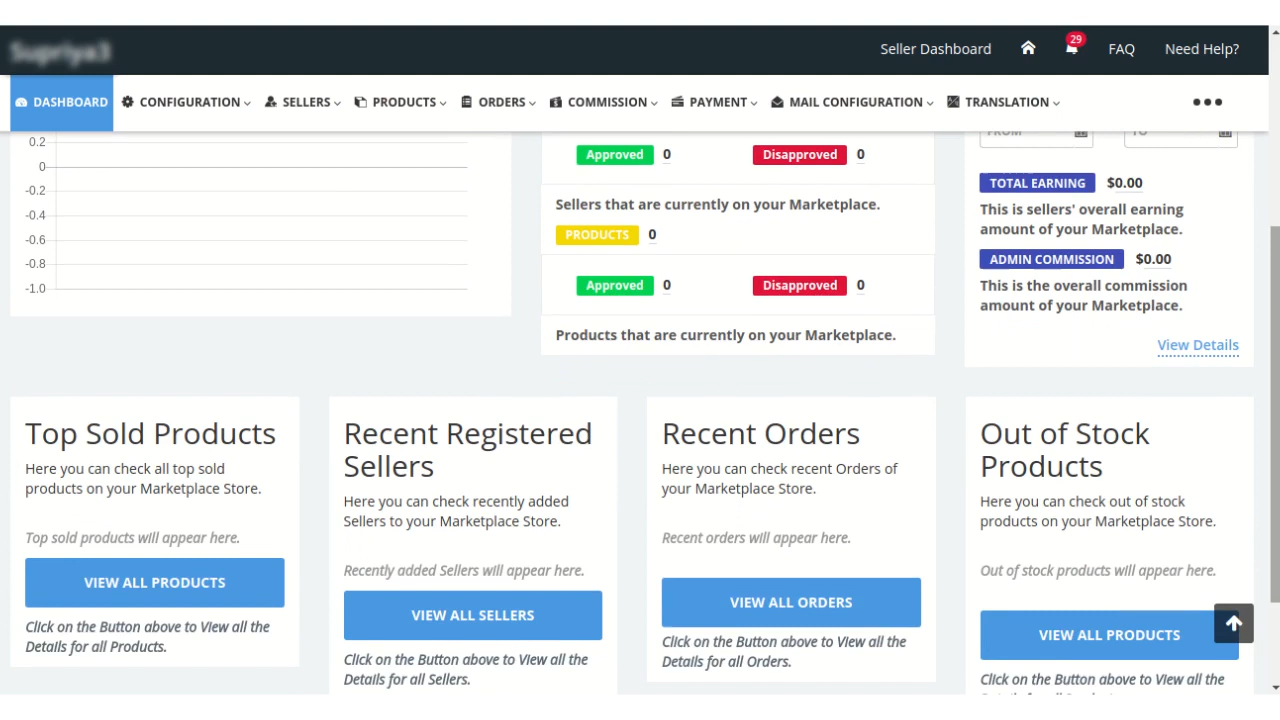 Supriya3
Seller Dashboard 29 FAQ Need Help?
DASHBOARD CONFIGURATION SELLERS PRODUCTS ORDERS COMMISSION PAYMENT MAIL CONFIGURATION TRANSLATION
0.2
0
-0.2
-0.4
-0.6
-0.8
-1.0
Approved 0 Disapproved 0
Sellers that are currently on your Marketplace.
PRODUCTS 0
Approved 0 Disapproved 0
Products that are currently on your Marketplace.
FROM TO
TOTAL EARNING $0.00
This is sellers' overall earning
amount of your Marketplace.
ADMIN COMMISSION $0.00
This is the overall commission
amount of your Marketplace.
View Details
Top Sold Products
Here you can check all top sold
products on your Marketplace Store.
Top sold products will appear here.
VIEW ALL PRODUCTS
Click on the Button above to View all the
Details for all Products.
Recent Registered
Sellers
Here you can check recently added
Sellers to your Marketplace Store.
Recently added Sellers will appear here.
VIEW ALL SELLERS
Click on the Button above to View all the
Details for all Sellers.
Recent Orders
Here you can check recent Orders of
your Marketplace Store.
Recent orders will appear here.
VIEW ALL ORDERS
Click on the Button above to View all the
Details for all Orders.
Out of Stock
Products
Here you can check out of stock
products on your Marketplace Store.
Out of stock products will appear here.
VIEW ALL PRODUCTS
Click on the Button above to View all the